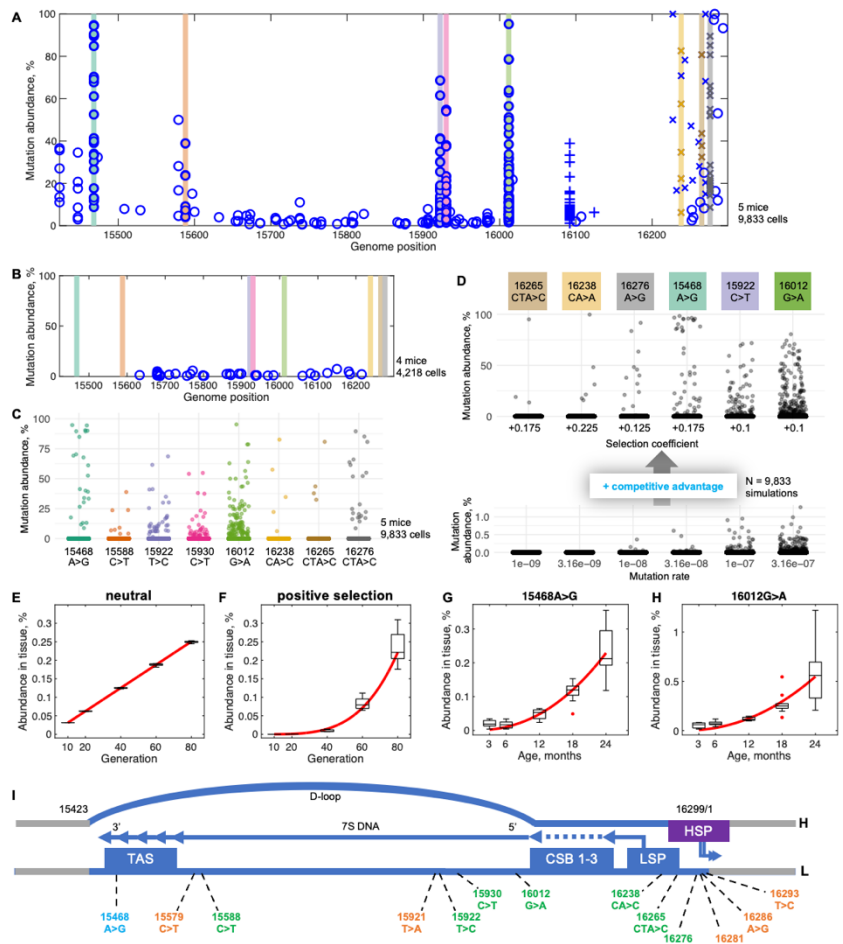 A
Mutation abundance, %
100
80
60
40
20
0
15500
15600
15700
15800
15900
16000
16100
16200
Genome position
5 mice
9,833 cells
B
Mutation abundance, %
100
50
0
15500
15600
15700
15800
15900
16000
16100
16200
Genome position
4 mice
4,218 cells
C
Mutation abundance, %
100
75
50
25
0
15468 15588 15922 15930 16012 16238 16265 16276
A>G C>T T>C C>T G>A CA>C CTA>C CTA>C
5 mice
9,833 cells
D
16265 16238 16276 15468 15922 16012
CTA>C CA>A A>G A>G C>T G>A
Mutation abundance, %
100
50
0
+0.175 +0.225 +0.125 +0.175 +0.1 +0.1
Selection coefficient
+ competitive advantage
N = 9,833
simulations
Mutation
abundance, %
1.0
0.5
0.0
1e-09 3.16e-09 1e-08 3.16e-08 1e-07 3.16e-07
Mutation rate
E
neutral
Abundance in tissue, %
0.3
0.25
0.2
0.15
0.1
0.05
0
10 20 40 60 80
Generation
F
positive selection
Abundance in tissue, %
0.3
0.25
0.2
0.15
0.1
0.05
0
10 20 40 60 80
Generation
G
15468A>G
Abundance in tissue, %
0.3
0.2
0.1
0
3 6 12 18 24
Age, months
H
16012G>A
Abundance in tissue, %
1
0.5
0
3 6 12 18 24
Age, months
I
15423
D-loop
16299/1
HSP
H
3' 7S DNA 5'
TAS
CSB 1-3
LSP
L
15468
A>G
15579
C>T
15588
C>T
15921
T>A
15922
T>C
15930
C>T
16012
G>A
16238
CA>C
16265
CTA>C
16276
16281
16286
A>G
16293
T>C